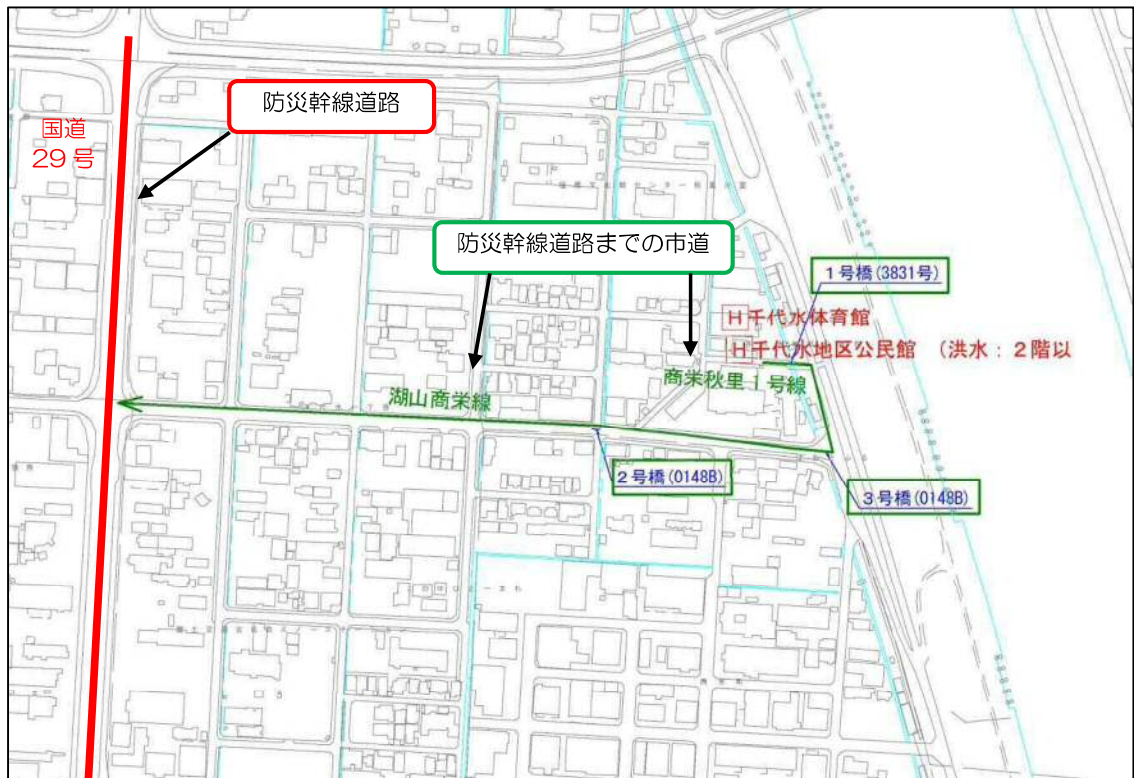 防災幹線道路
国道
29号
防災幹線道路までの市道
1号橋(3831号)
H千代水体育館
H千代水地区公民館 (洪水:2階以
商栄秋里1号線
湖山商栄線
2号橋(0148B)
3号橋(0148B)